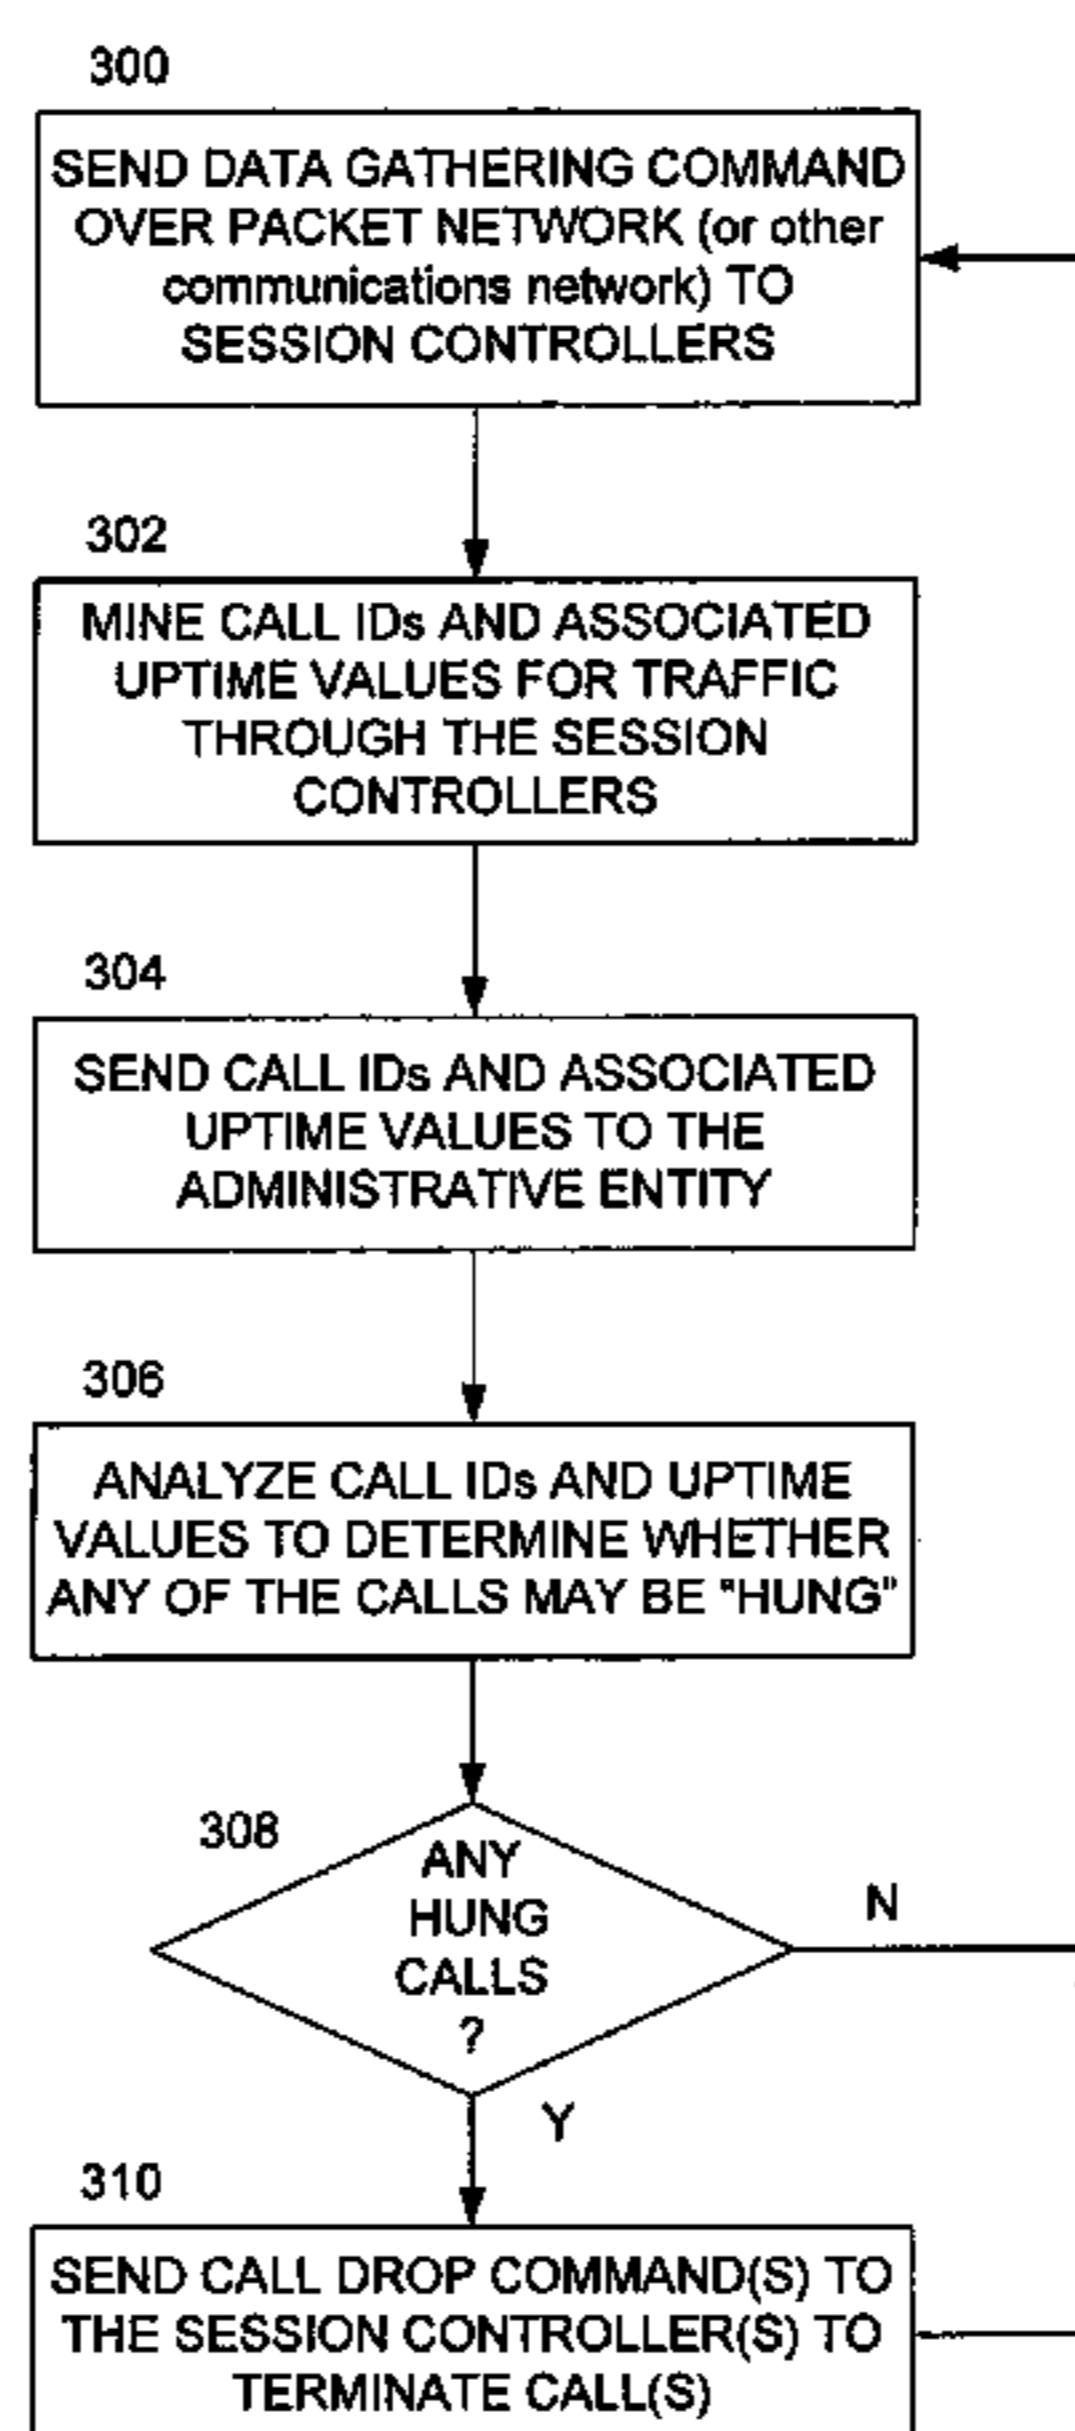 300
SEND DATA GATHERING COMMAND
OVER PACKET NETWORK (or other
communications network) TO
SESSION CONTROLLERS
302
MINE CALL IDs AND ASSOCIATED
UPTIME VALUES FOR TRAFFIC
THROUGH THE SESSION
CONTROLLERS
304
SEND CALL IDs AND ASSOCIATED
UPTIME VALUES TO THE
ADMINISTRATIVE ENTITY
306
ANALYZE CALL IDs AND UPTIME
VALUES TO DETERMINE WHETHER
ANY OF THE CALLS MAY BE "HUNG"
308
ANY
HUNG
CALLS
?
N
Y
310
SEND CALL DROP COMMAND(S) TO
THE SESSION CONTROLLER(S) TO
TERMINATE CALL(S)